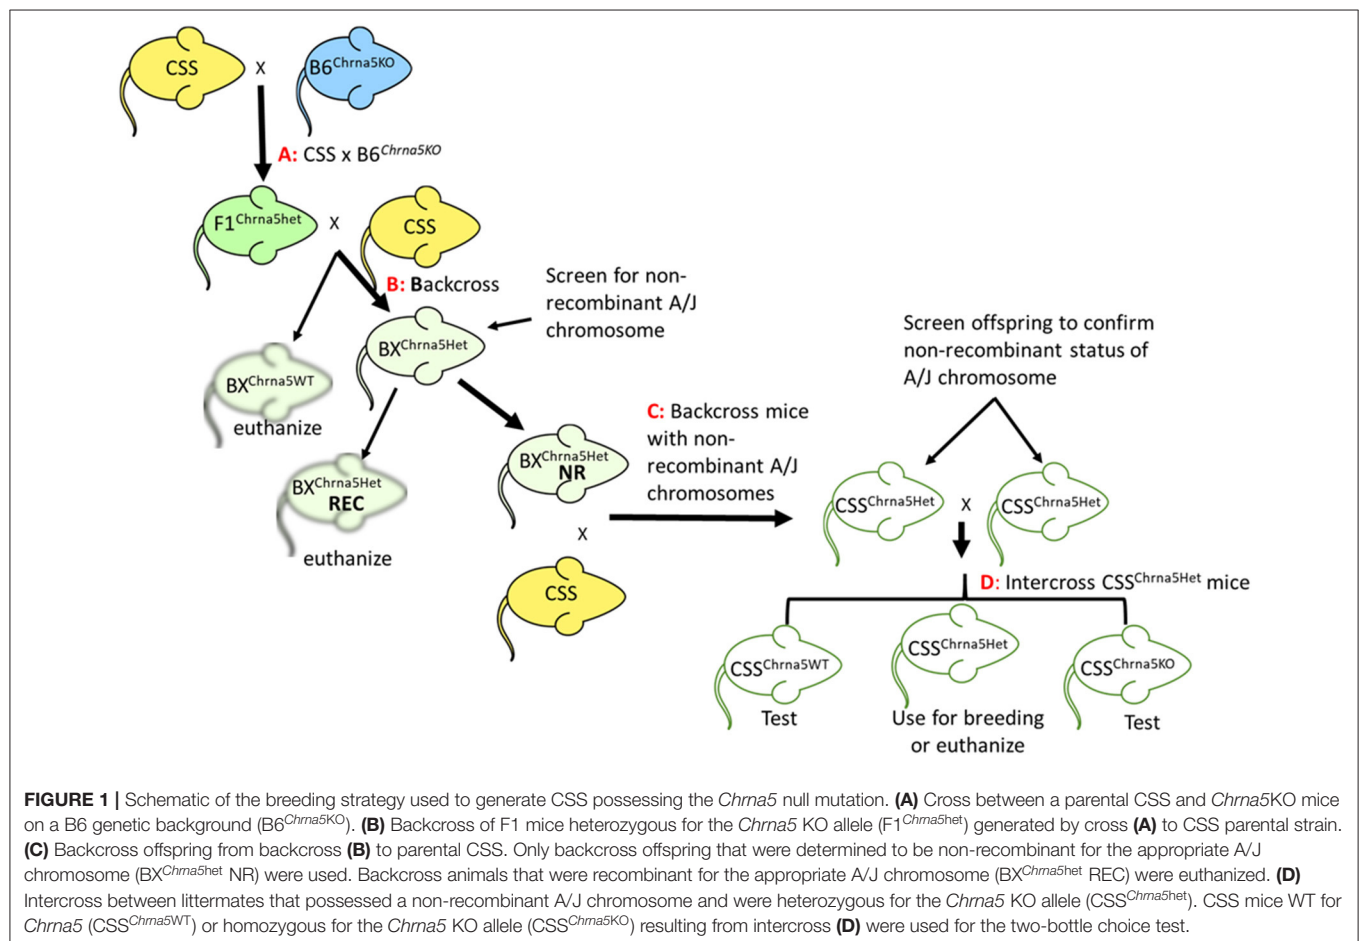 CSS
X
B6Chrna5KO
A: CSS x B6Chrna5KO
F1Chrna5het
X
CSS
B: Backcross
Screen for non-
recombinant A/J
chromosome
BXChrna5Het
BXChrna5WT
euthanize
BXChrna5Het
REC
euthanize
BXChrna5Het
NR
X
CSS
C: Backcross mice
with non-
recombinant A/J
chromosomes
Screen offspring to confirm
non-recombinant status of
A/J chromosome
CSSChrna5Het
X
CSSChrna5Het
D: Intercross CSSChrna5Het mice
CSSChrna5WT
Test
CSSChrna5Het
Use for breeding
or euthanize
CSSChrna5KO
Test
FIGURE 1 | Schematic of the breeding strategy used to generate CSS possessing the Chrna5 null mutation. (A) Cross between a parental CSS and Chrna5KO mice
on a B6 genetic background (B6Chrna5KO). (B) Backcross of F1 mice heterozygous for the Chrna5 KO allele (F1Chrna5het) generated by cross (A) to CSS parental strain.
(C) Backcross offspring from backcross (B) to parental CSS. Only backcross offspring that were determined to be non-recombinant for the appropriate A/J
chromosome (BXChrna5het NR) were used. Backcross animals that were recombinant for the appropriate A/J chromosome (BXChrna5het REC) were euthanized. (D)
Intercross between littermates that possessed a non-recombinant A/J chromosome and were heterozygous for the Chrna5 KO allele (CSSChrna5het). CSS mice WT for
Chrna5 (CSSChrna5WT) or homozygous for the Chrna5 KO allele (CSSChrna5KO) resulting from intercross (D) were used for the two-bottle choice test.